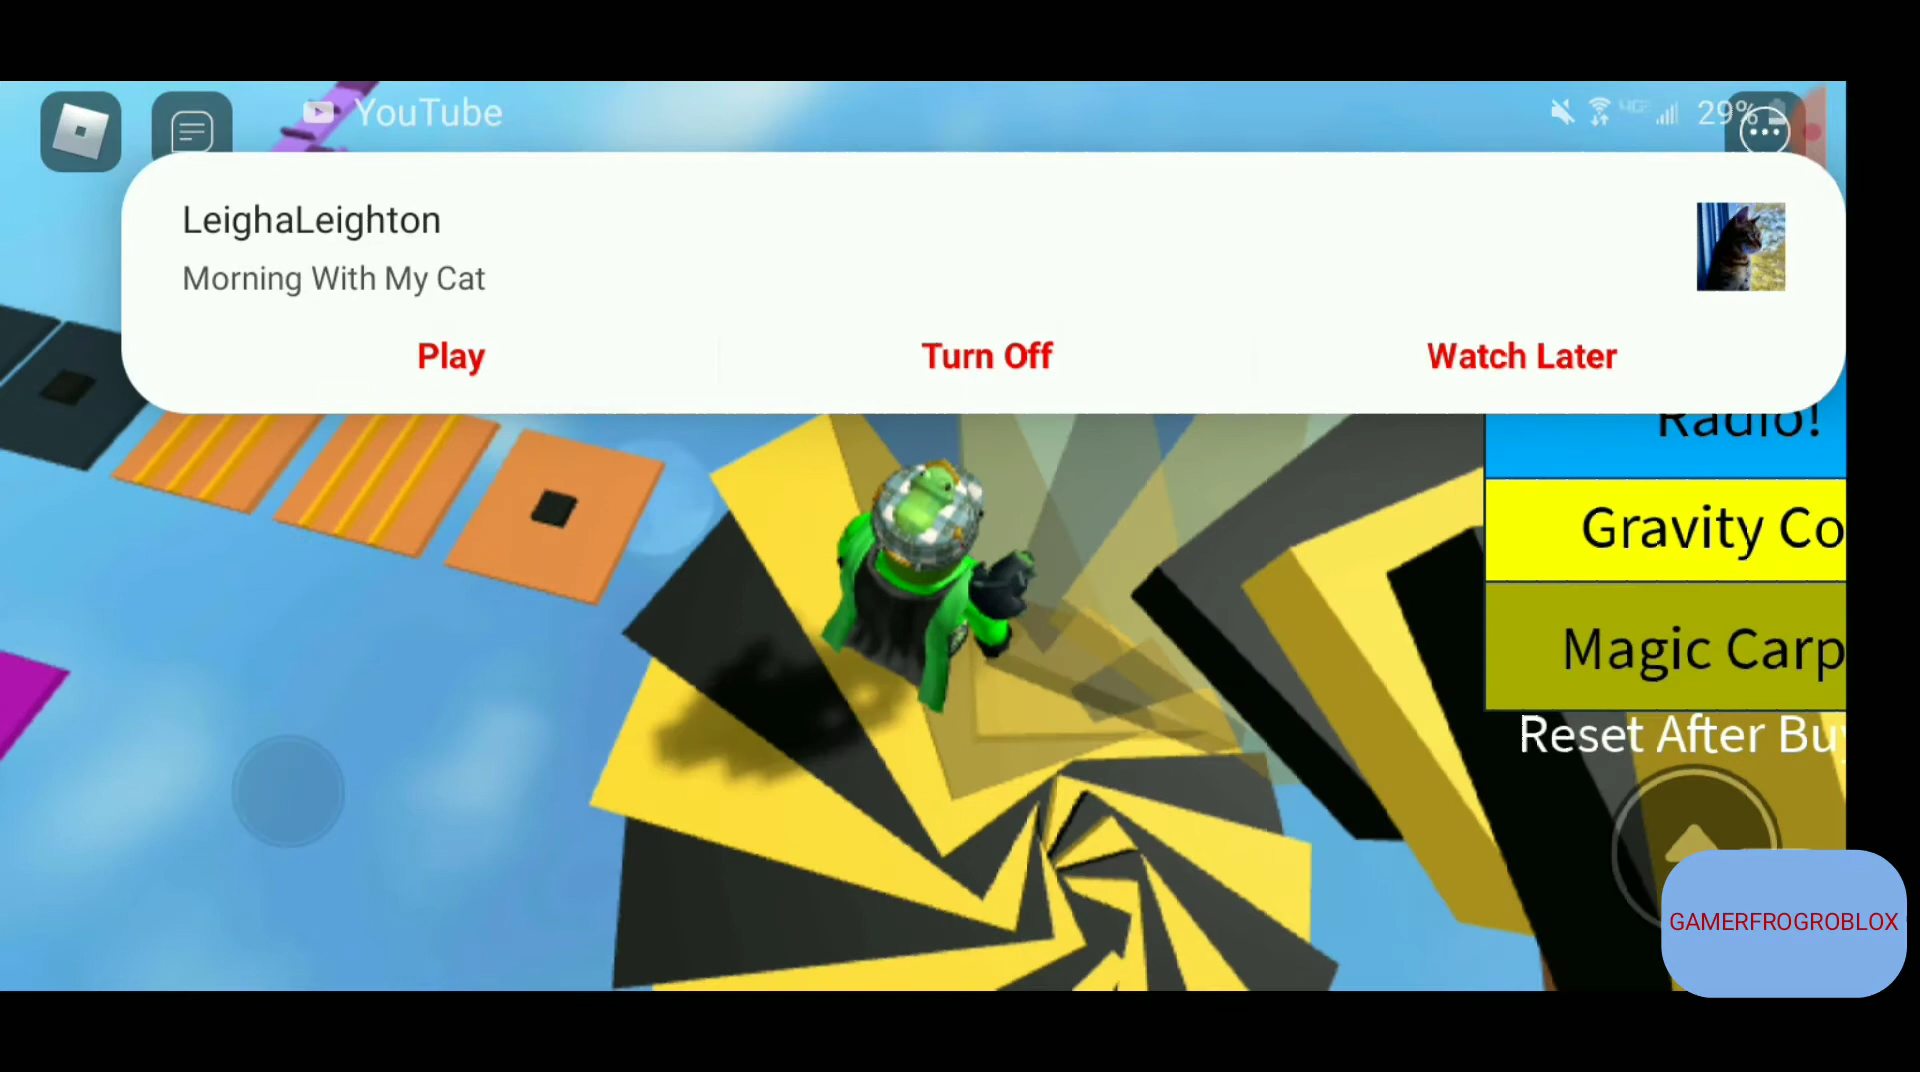 YouTube
29%
LeighaLeighton
Morning With My Cat
Play
Turn Off
Watch Later
Radio!
Gravity Co
Magic Carp
Reset After Bu
GAMERFROGROBLOX